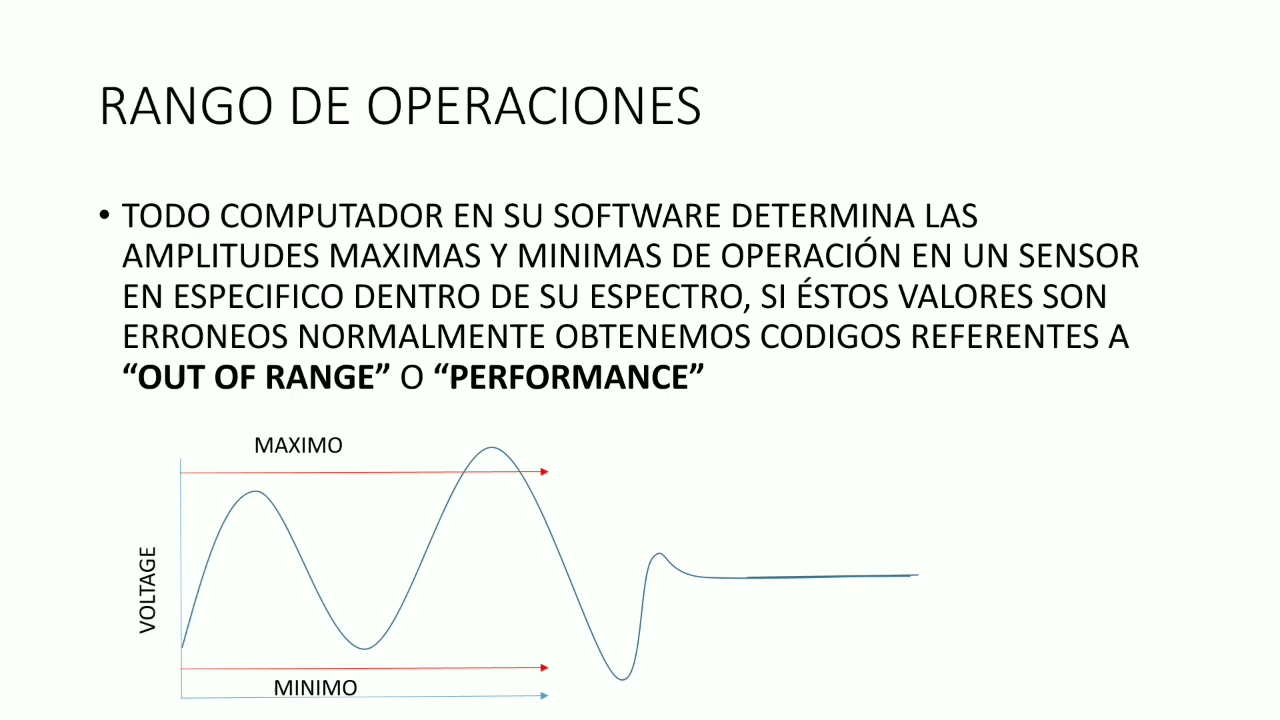 RANGO DE OPERACIONES
• TODO COMPUTADOR EN SU SOFTWARE DETERMINA LAS
AMPLITUDES MAXIMAS Y MINIMAS DE OPERACIÓN EN UN SENSOR
EN ESPECIFICO DENTRO DE SU ESPECTRO, SI ÉSTOS VALORES SON
ERRONEOS NORMALMENTE OBTENEMOS CODIGOS REFERENTES A
“OUT OF RANGE” O “PERFORMANCE”
MAXIMO
VOLTAGE
MINIMO